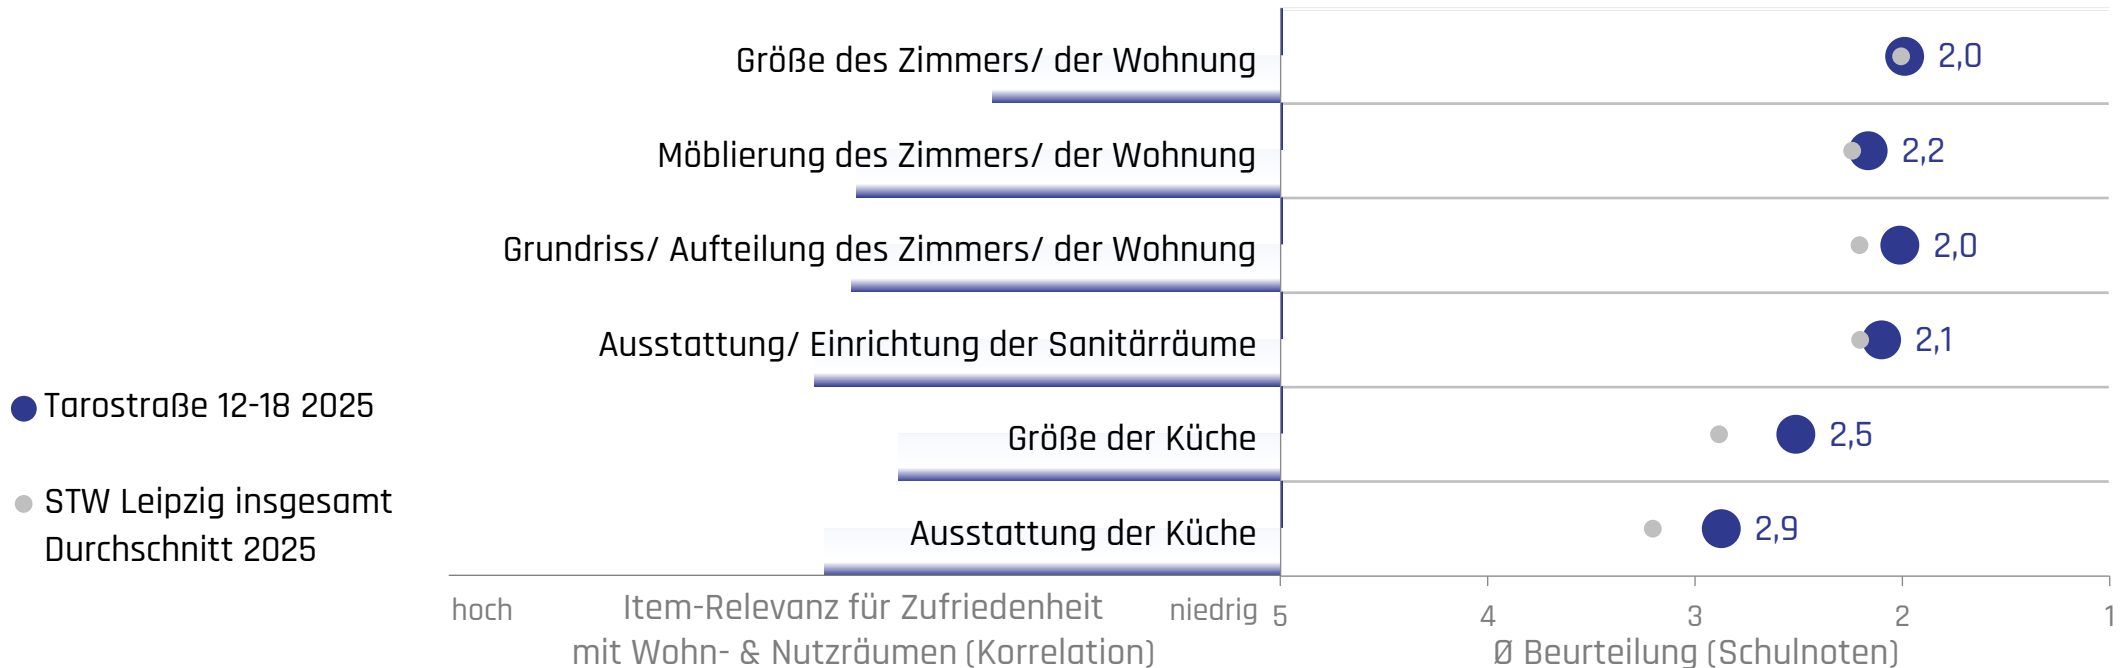 Größe des Zimmers/ der Wohnung
2,0
Möblierung des Zimmers/ der Wohnung
2,2
Grundriss/ Aufteilung des Zimmers/ der Wohnung
2,0
Ausstattung/ Einrichtung der Sanitärräume
2,1
Größe der Küche
2,5
Ausstattung der Küche
2,9
Tarostraße 12-18 2025
STW Leipzig insgesamt
Durchschnitt 2025
hoch
Item-Relevanz für Zufriedenheit
mit Wohn- & Nutzräumen (Korrelation)
niedrig
5 4 3 2 1
Ø Beurteilung (Schulnoten)